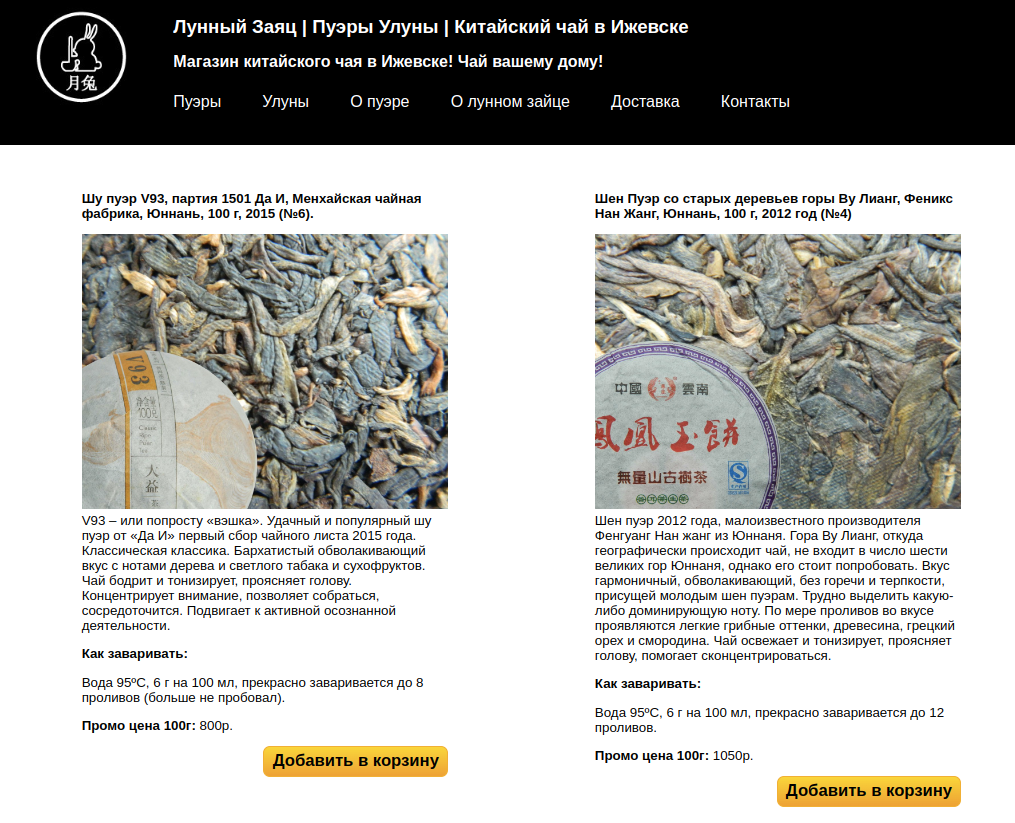 月兔
Лунный Заяц | Пуэры Улуны | Китайский чай в Ижевске
Магазин китайского чая в Ижевске! Чай вашему дому!
Пуэры Улуны О пуэре О лунном зайце Доставка Контакты
Шу пуэр V93, партия 1501 Да И, Менхайская чайная
фабрика, Юннань, 100 г, 2015 (№6).
V93
净含量
100克
大益
V93 – или попросту «вэшка». Удачный и популярный шу
пуэр от «Да И» первый сбор чайного листа 2015 года.
Классическая классика. Бархатистый обволакивающий
вкус с нотами дерева и светлого табака и сухофруктов.
Чай бодрит и тонизирует, проясняет голову.
Концентрирует внимание, позволяет собраться,
сосредоточится. Подвигает к активной осознанной
деятельности.
Как заваривать:
Вода 95ºС, 6 г на 100 мл, прекрасно заваривается до 8
проливов (больше не пробовал).
Промо цена 100г: 800р.
Добавить в корзину
Шен Пуэр со старых деревьев горы Ву Лианг, Феникс
Нан Жанг, Юннань, 100 г, 2012 год (№4)
中國 雲南
鳳凰玉餅
無量山古樹茶
Шен пуэр 2012 года, малоизвестного производителя
Фенгуанг Нан жанг из Юннаня. Гора Ву Лианг, откуда
географически происходит чай, не входит в число шести
великих гор Юннаня, однако его стоит попробовать. Вкус
гармоничный, обволакивающий, без горечи и терпкости,
присущей молодым шен пуэрам. Трудно выделить какую-
либо доминирующую ноту. По мере проливов во вкусе
проявляются легкие грибные оттенки, древесина, грецкий
орех и смородина. Чай освежает и тонизирует, проясняет
голову, помогает сконцентрироваться.
Как заваривать:
Вода 95ºС, 6 г на 100 мл, прекрасно заваривается до 12
проливов.
Промо цена 100г: 1050р.
Добавить в корзину